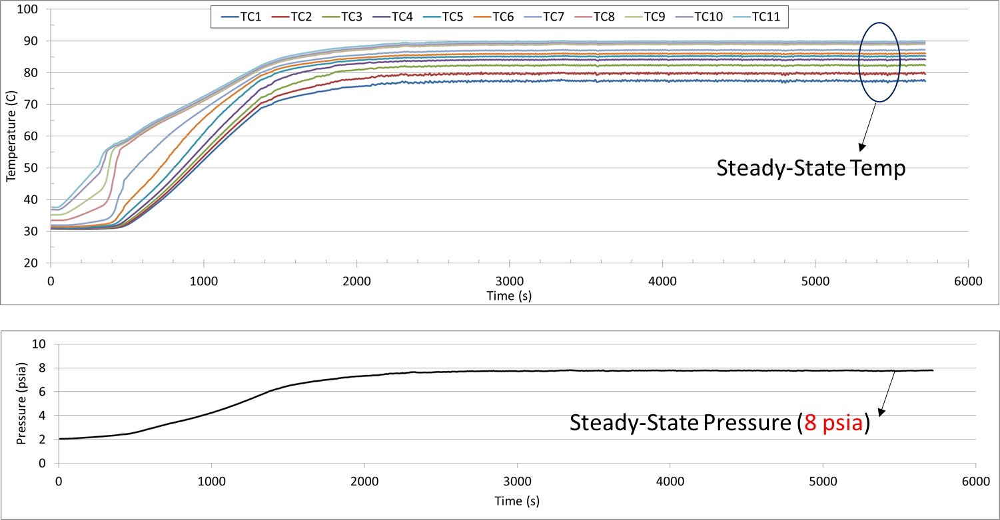 TC1 TC2 TC3 TC4 TC5 TC6 TC7 TC8 TC9 TC10 TC11
100
90
80
70
60
50
40
30
20
Temperature (C)
Steady-State Temp
0 1000 2000 3000 4000 5000 6000
Time (s)
10
8
6
4
2
0
Pressure (psia)
Steady-State Pressure (8 psia)
0 1000 2000 3000 4000 5000 6000
Time (s)